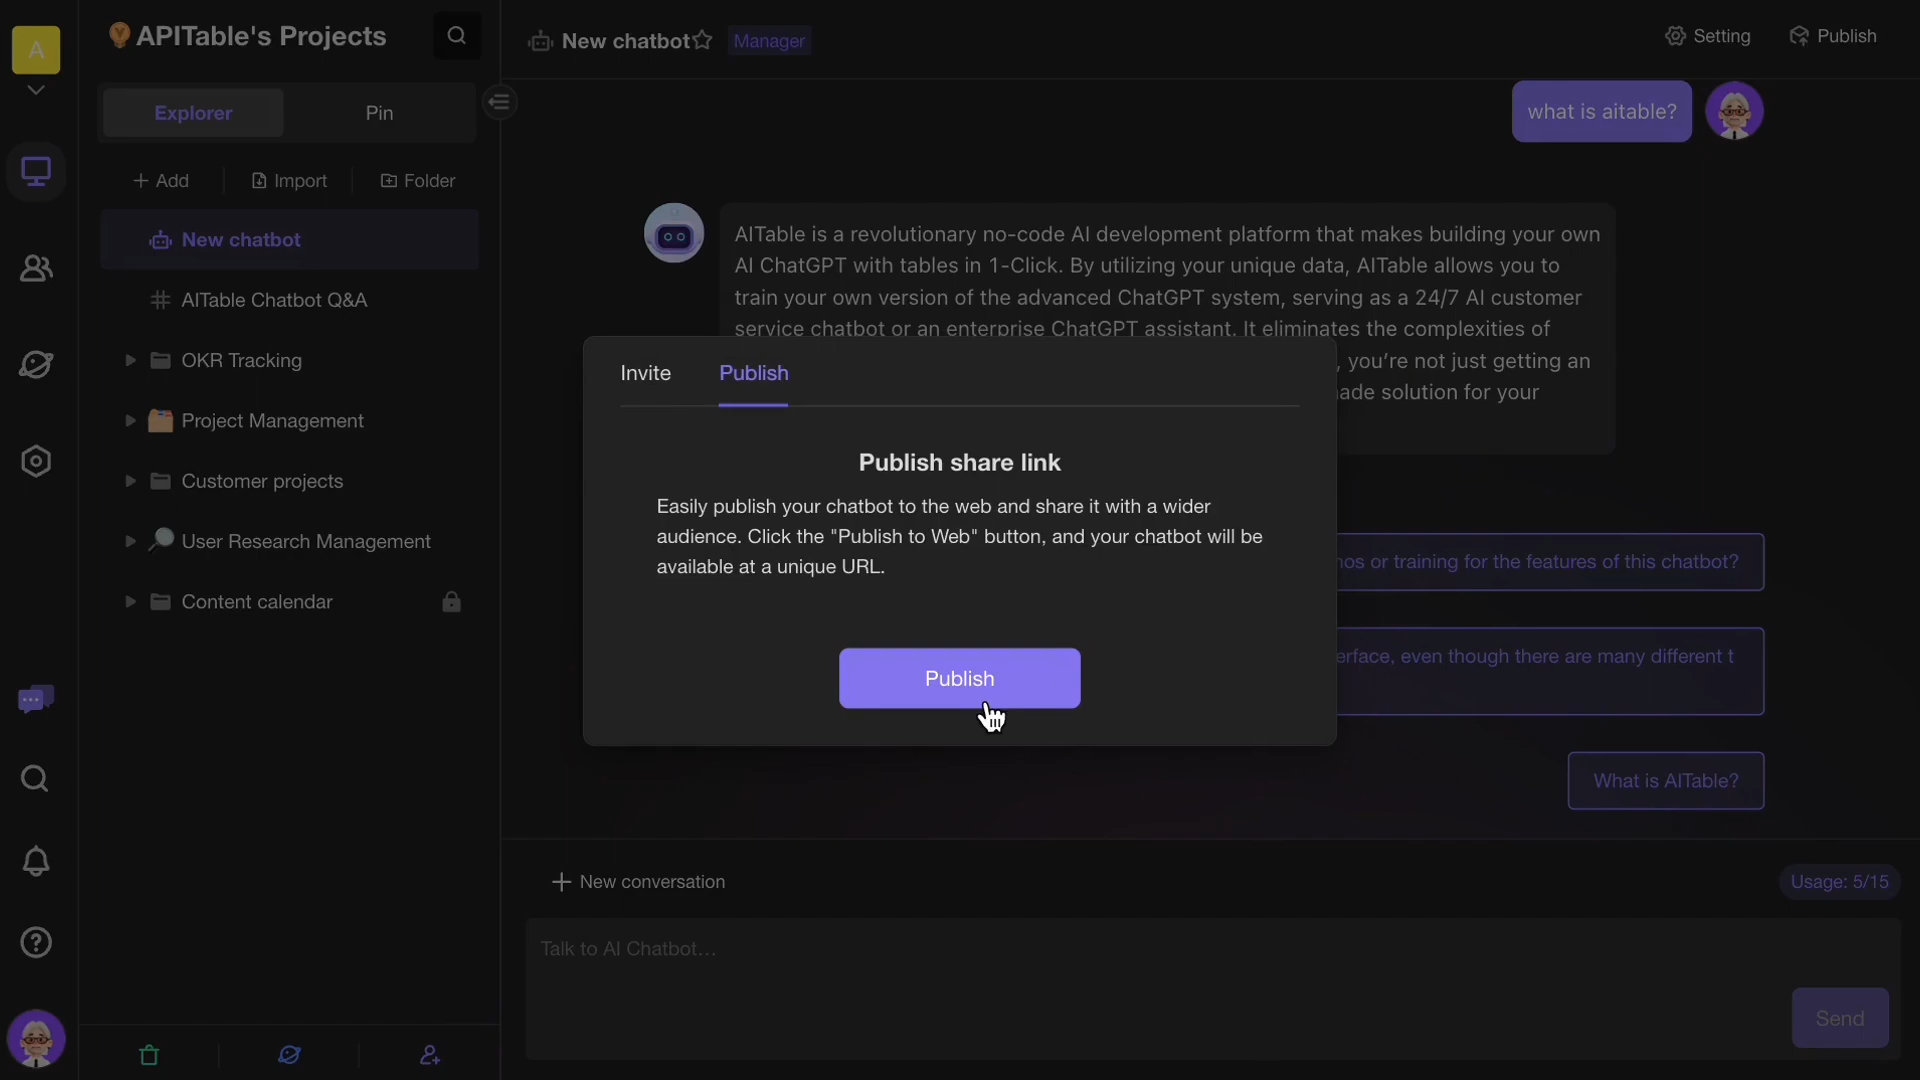 A
APITable's Projects
New chatbot
Manager
Setting
Publish
Explorer
Pin
Add
Import
Folder
New chatbot
AITable Chatbot Q&A
OKR Tracking
Project Management
Customer projects
User Research Management
Content calendar
what is aitable?
AITable is a revolutionary no-code AI development platform that makes building your own
AI ChatGPT with tables in 1-Click. By utilizing your unique data, AITable allows you to
train your own version of the advanced ChatGPT system, serving as a 24/7 AI customer
service chatbot or an enterprise ChatGPT assistant. It eliminates the complexities of
, you're not just getting an
solution for your
Invite
Publish
Publish share link
Easily publish your chatbot to the web and share it with a wider
audience. Click the "Publish to Web" button, and your chatbot will be
available at a unique URL.
Publish
or training for the features of this chatbot?
, even though there are many different t
What is AITable?
New conversation
Usage: 5/15
Talk to AI Chatbot...
Send